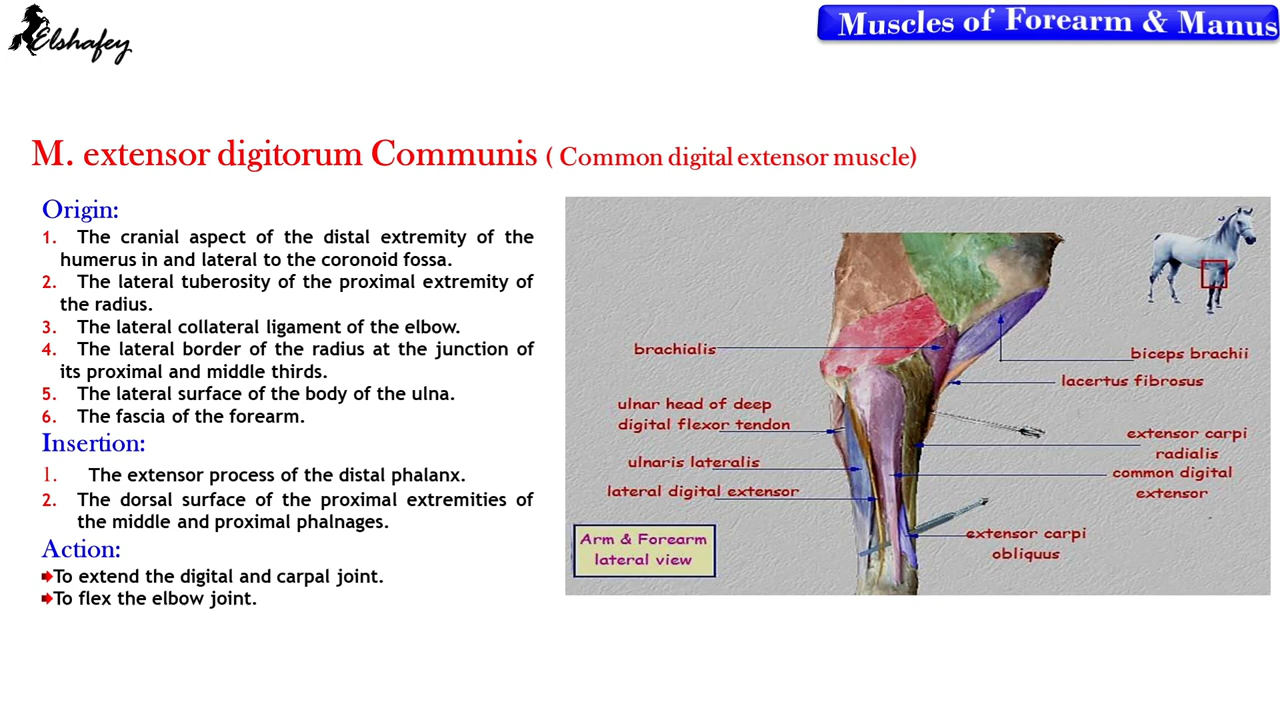 Elshafey
Muscles of Forearm & Manus
M. extensor digitorum Communis ( Common digital extensor muscle)
Origin:
1. The cranial aspect of the distal extremity of the
humerus in and lateral to the coronoid fossa.
2. The lateral tuberosity of the proximal extremity of
the radius.
3. The lateral collateral ligament of the elbow.
4. The lateral border of the radius at the junction of
its proximal and middle thirds.
5. The lateral surface of the body of the ulna.
6. The fascia of the forearm.
Insertion:
1. The extensor process of the distal phalanx.
2. The dorsal surface of the proximal extremities of
the middle and proximal phalnages.
Action:
To extend the digital and carpal joint.
To flex the elbow joint.
brachialis
ulnar head of deep
digital flexor tendon
ulnaris lateralis
lateral digital extensor
Arm & Forearm
lateral view
biceps brachii
lacertus fibrosus
extensor carpi
radialis
common digital
extensor
extensor carpi
obliquus